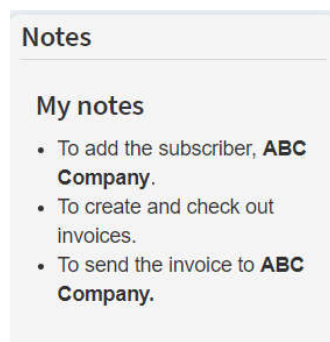 Notes
My notes
• To add the subscriber, ABC
Company.
• To create and check out
invoices.
• To send the invoice to ABC
Company.